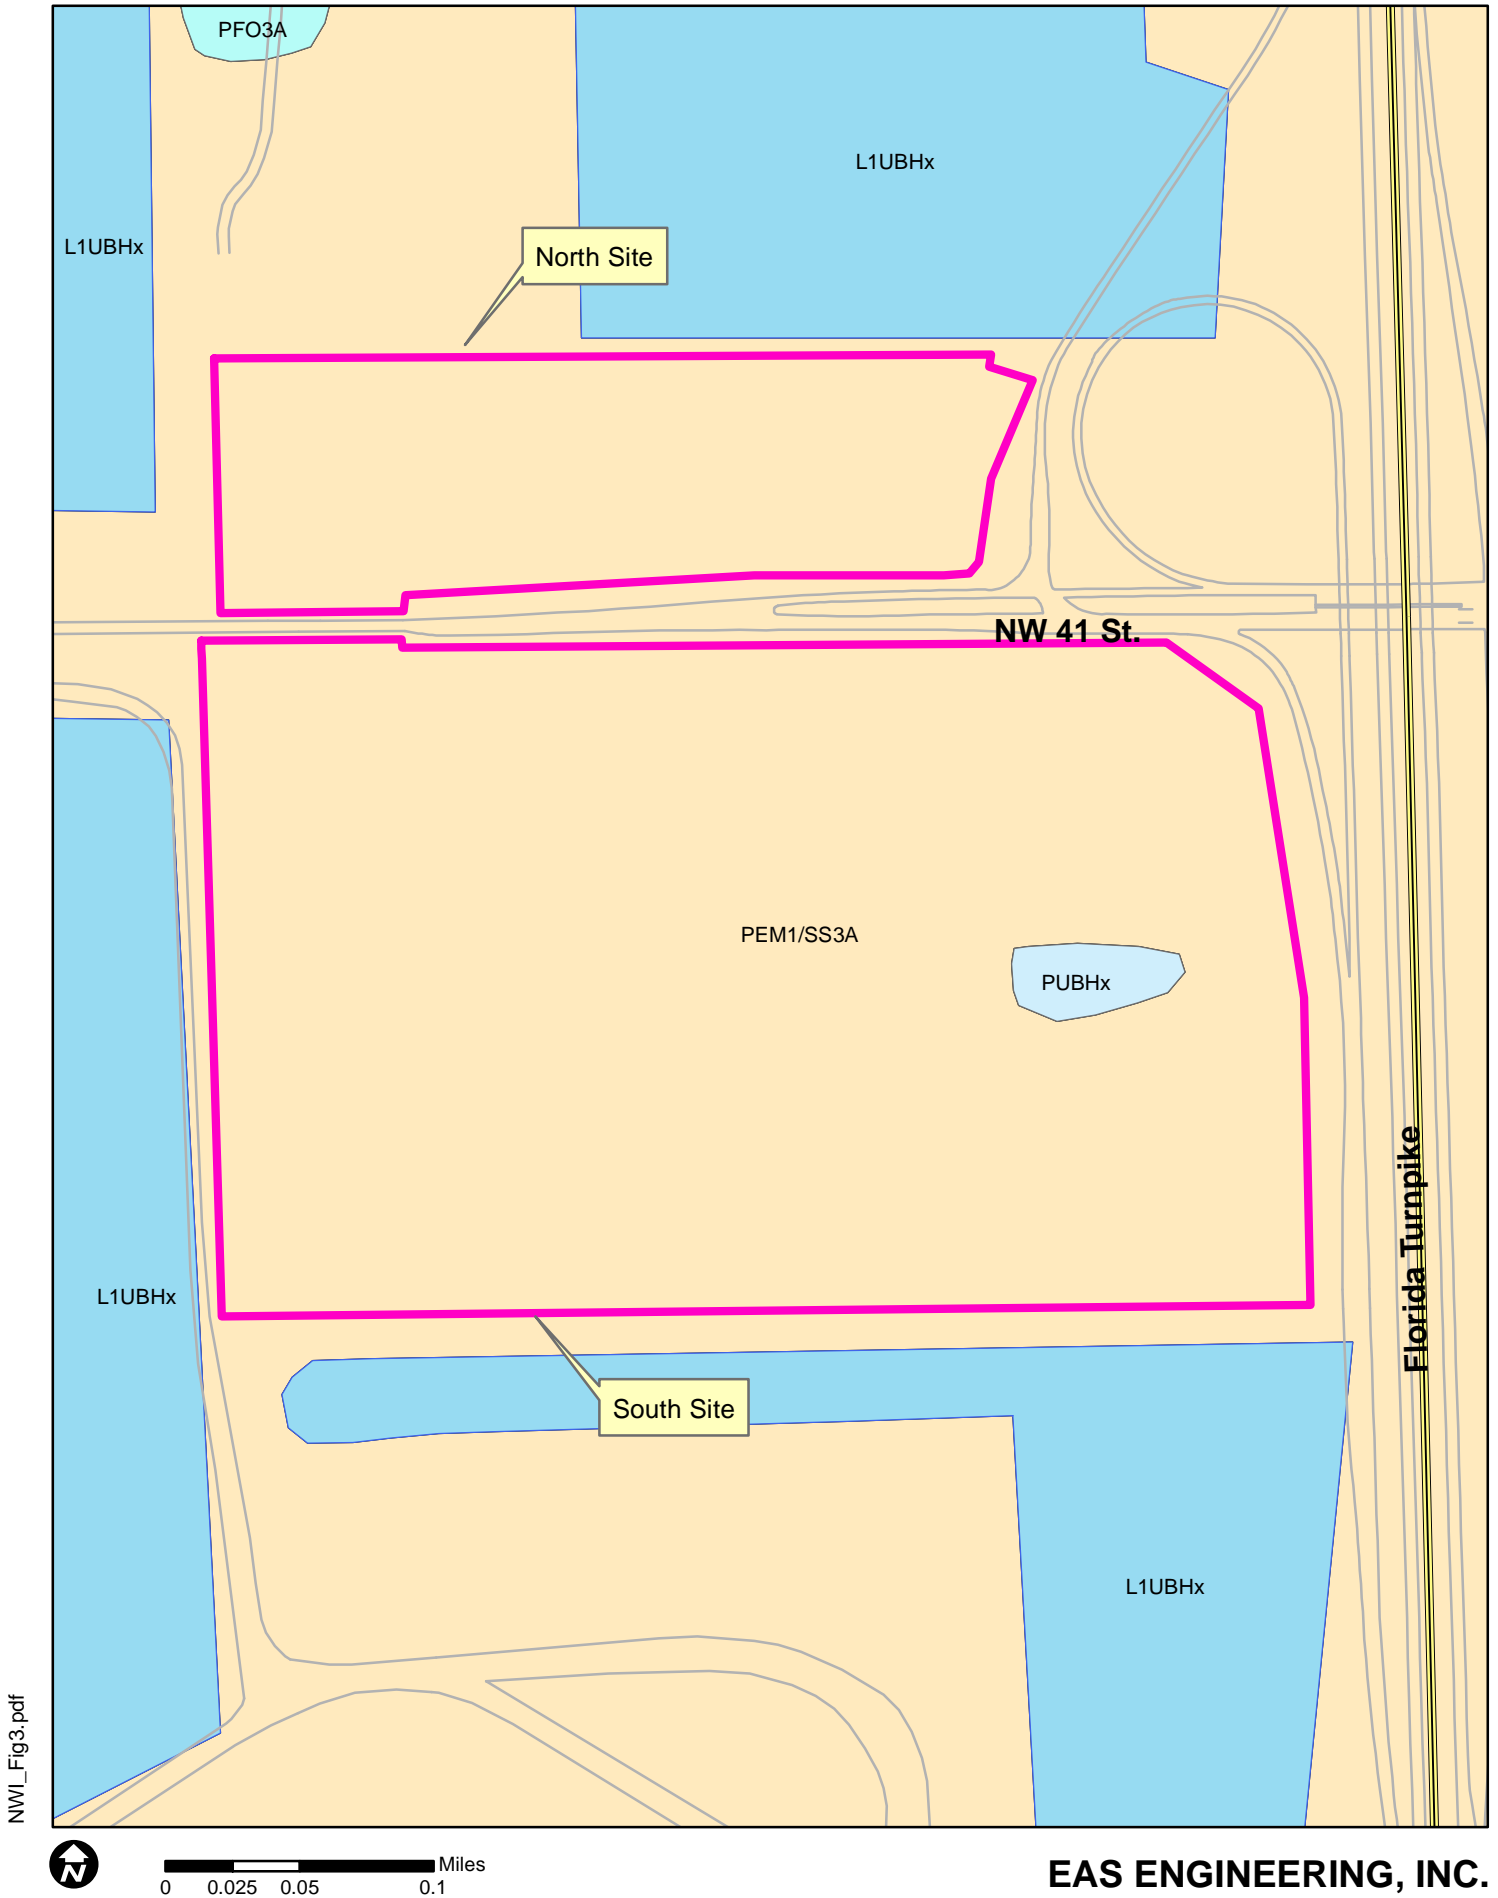 PFO3A
L1UBHx
L1UBHx
North Site
NW 41 St.
PEM1/SS3A
PUBHx
Florida Turnpike
L1UBHx
South Site
L1UBHx
NWI_Fig3.pdf
N
Miles
0 0.025 0.05 0.1
EAS ENGINEERING, INC.